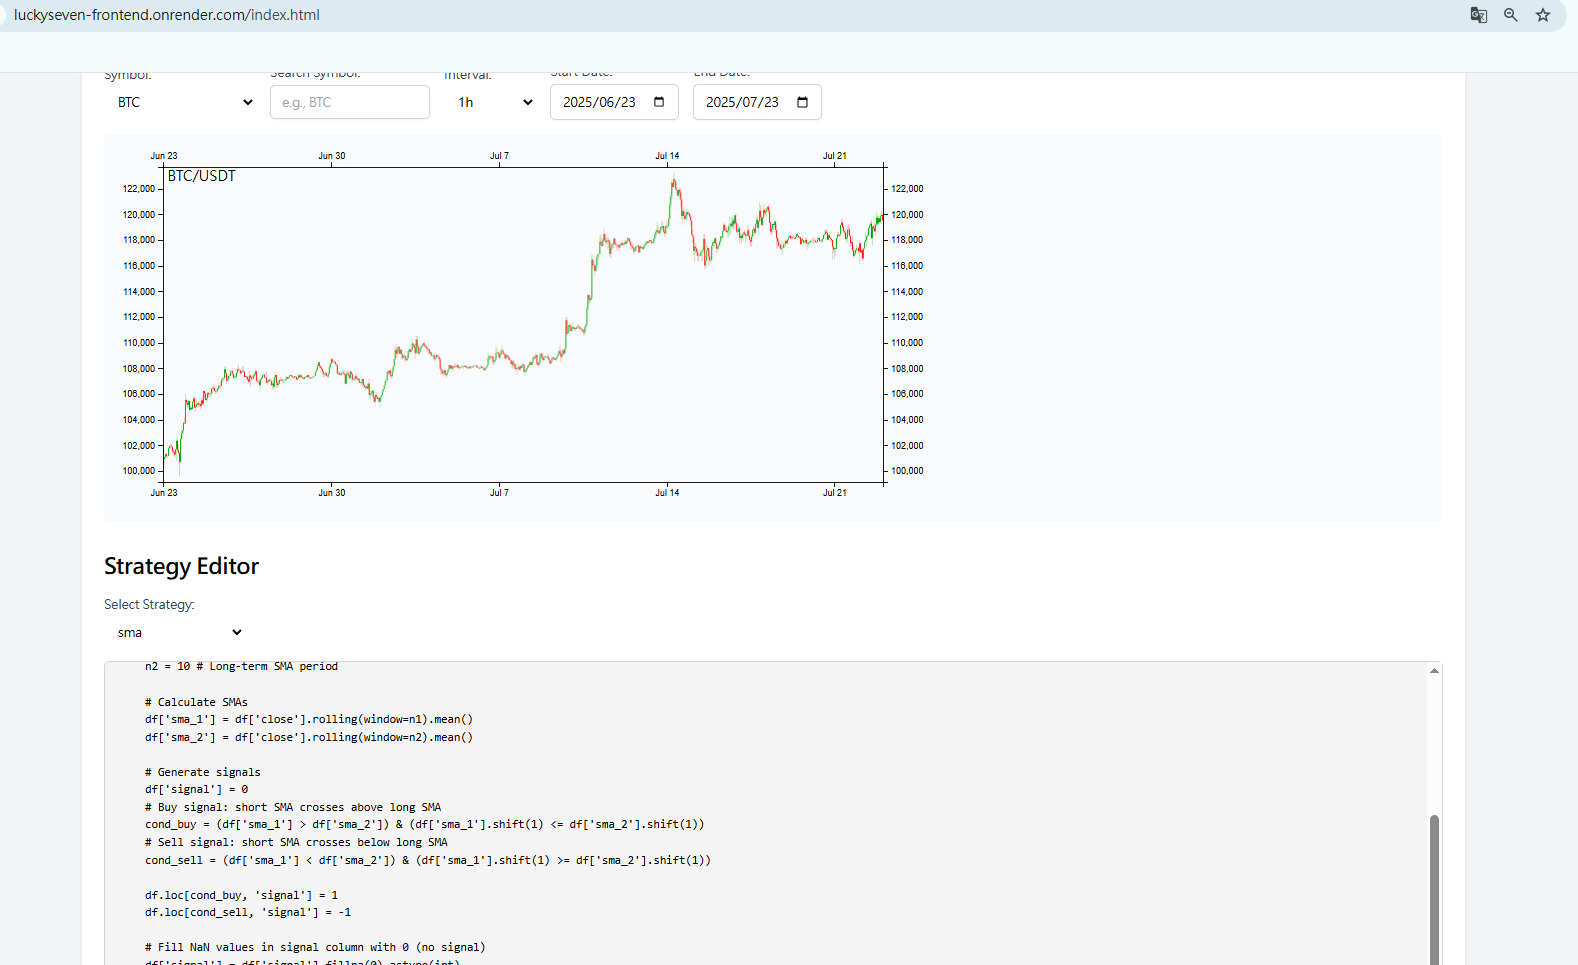 luckyseven-frontend.onrender.com/index.html
Symbol: Search Symbol: Interval: Start Date: End Date:
BTC e.g., BTC 1h 2025/06/23 2025/07/23
Jun 23 Jun 30 Jul 7 Jul 14 Jul 21
BTC/USDT
122,000 122,000
120,000 120,000
118,000 118,000
116,000 116,000
114,000 114,000
112,000 112,000
110,000 110,000
108,000 108,000
106,000 106,000
104,000 104,000
102,000 102,000
100,000 100,000
Jun 23 Jun 30 Jul 7 Jul 14 Jul 21
Strategy Editor
Select Strategy:
sma
n2 = 10 # Long-term SMA period
# Calculate SMAs
df['sma_1'] = df['close'].rolling(window=n1).mean()
df['sma_2'] = df['close'].rolling(window=n2).mean()
# Generate signals
df['signal'] = 0
# Buy signal: short SMA crosses above long SMA
cond_buy = (df['sma_1'] > df['sma_2']) & (df['sma_1'].shift(1) <= df['sma_2'].shift(1))
# Sell signal: short SMA crosses below long SMA
cond_sell = (df['sma_1'] < df['sma_2']) & (df['sma_1'].shift(1) >= df['sma_2'].shift(1))
df.loc[cond_buy, 'signal'] = 1
df.loc[cond_sell, 'signal'] = -1
# Fill NaN values in signal column with 0 (no signal)
df['signal'] = df['signal'].fillna(0).astype(int)